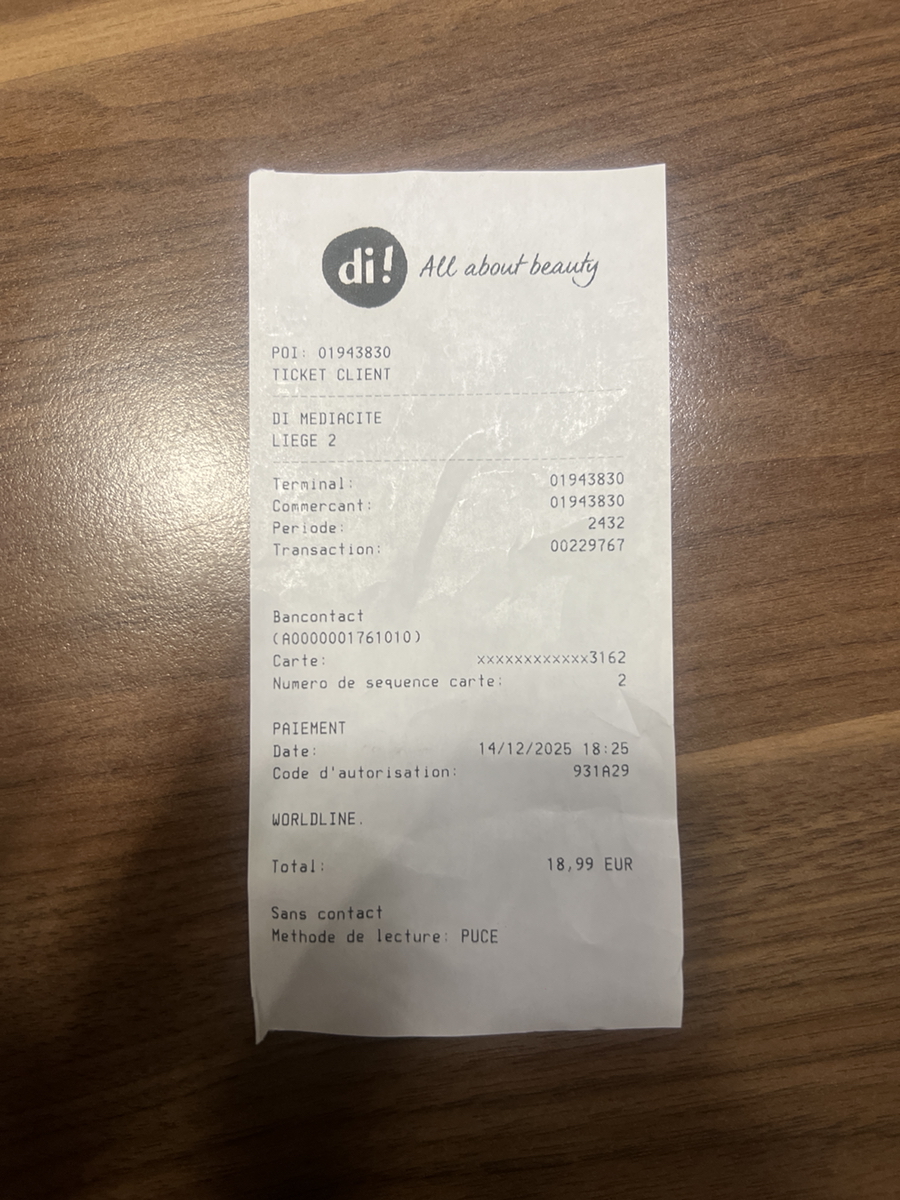 di! All about beauty
POI: 01943830
TICKET CLIENT
DI MEDIACITE
LIEGE 2
Terminal: 01943830
Commercant: 01943830
Periode: 2432
Transaction: 00229767
Bancontact
(A0000001761010)
Carte: xxxxxxxxxxxx3162
Numero de sequence carte: 2
PAIEMENT
Date: 14/12/2025 18:25
Code d'autorisation: 931A29
WORLDLINE.
Total: 18,99 EUR
Sans contact
Methode de lecture: PUCE